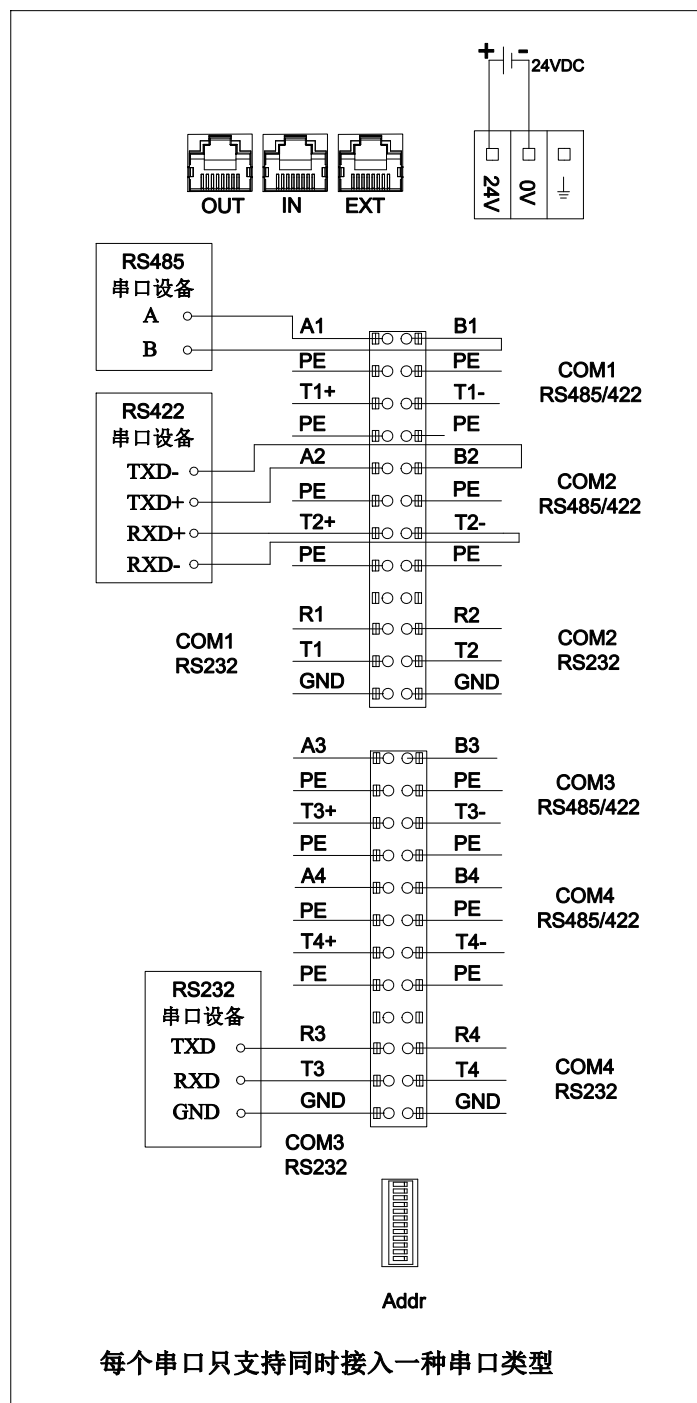 + -
24VDC
24V 0V
OUT IN EXT
RS485
串口设备
A
B
A1 B1
PE PE
T1+ T1-
PE PE
COM1
RS485/422
RS422
串口设备
TXD-
TXD+
RXD+
RXD-
A2 B2
PE PE
T2+ T2-
PE PE
COM2
RS485/422
COM1
RS232
R1 R2
T1 T2
GND GND
COM2
RS232
A3 B3
PE PE
T3+ T3-
PE PE
COM3
RS485/422
A4 B4
PE PE
T4+ T4-
PE PE
COM4
RS485/422
RS232
串口设备
TXD
RXD
GND
R3 R4
T3 T4
GND GND
COM3
RS232
COM4
RS232
Addr
每个串口只支持同时接入一种串口类型